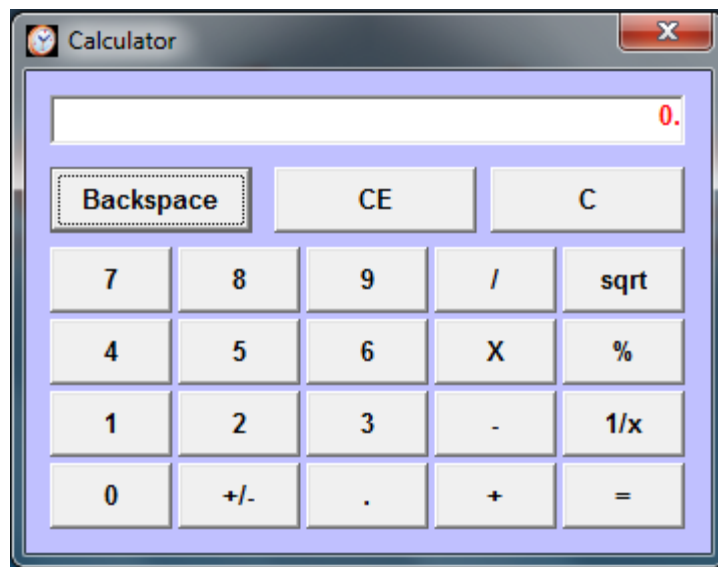 Calculator
0.
Backspace CE C
7 8 9 / sqrt
4 5 6 X %
1 2 3 - 1/x
0 +/- . + =